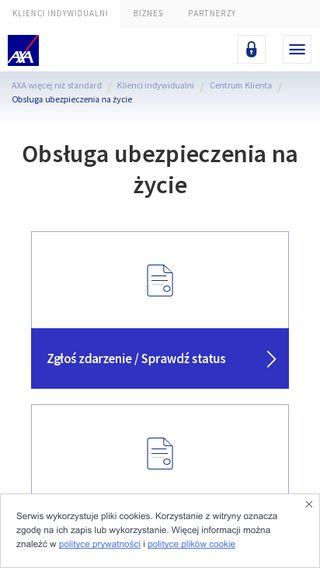 KLIENCI INDYWIDUALNI BIZNES PARTNERZY
AXA
AXA więcej niż standard / Klienci indywidualni / Centrum Klienta /
Obsługa ubezpieczenia na życie
Obsługa ubezpieczenia na
życie
Zgłoś zdarzenie / Sprawdź status
Serwis wykorzystuje pliki cookies. Korzystanie z witryny oznacza
zgodę na ich zapis lub wykorzystanie. Więcej informacji można
znaleźć w polityce prywatności i polityce plików cookie